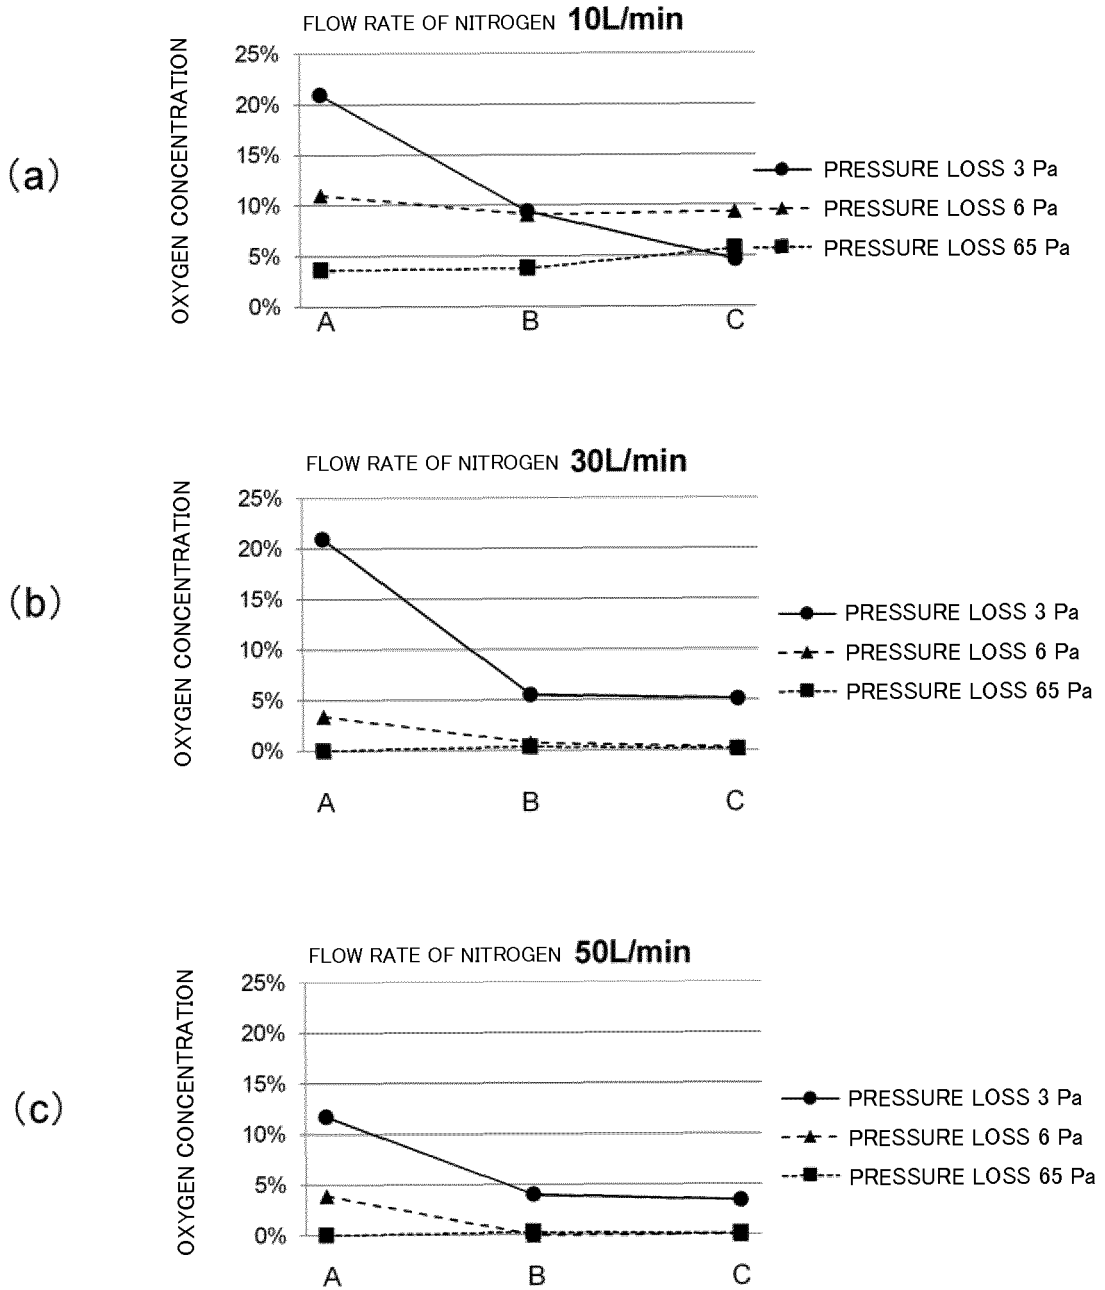 (a)
FLOW RATE OF NITROGEN 10L/min
OXYGEN CONCENTRATION
25%
20%
15%
10%
5%
0%
A B C
PRESSURE LOSS 3 Pa
PRESSURE LOSS 6 Pa
PRESSURE LOSS 65 Pa
(b)
FLOW RATE OF NITROGEN 30L/min
OXYGEN CONCENTRATION
25%
20%
15%
10%
5%
0%
A B C
PRESSURE LOSS 3 Pa
PRESSURE LOSS 6 Pa
PRESSURE LOSS 65 Pa
(c)
FLOW RATE OF NITROGEN 50L/min
OXYGEN CONCENTRATION
25%
20%
15%
10%
5%
0%
A B C
PRESSURE LOSS 3 Pa
PRESSURE LOSS 6 Pa
PRESSURE LOSS 65 Pa